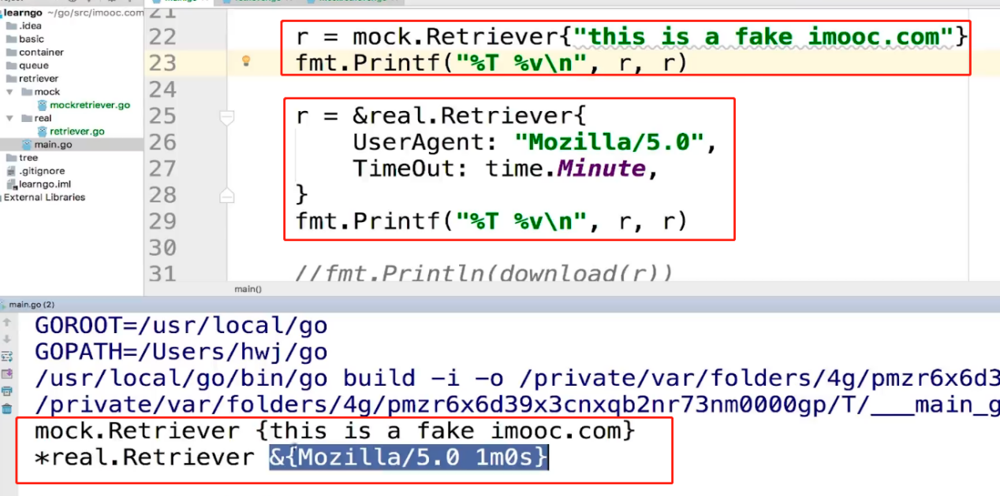 learngo ~/go/src/imooc.com
.idea
basic
container
queue
retriever
mock
mockretriever.go
real
retriever.go
main.go
tree
.gitignore
learngo.iml
External Libraries
21
22 r = mock.Retriever{"this is a fake imooc.com"}
23 fmt.Printf("%T %v\n", r, r)
24
25 r = &real.Retriever{
26 UserAgent: "Mozilla/5.0",
27 TimeOut: time.Minute,
28 }
29 fmt.Printf("%T %v\n", r, r)
30
31 //fmt.Println(download(r))
main()
main.go (2)
GOROOT=/usr/local/go
GOPATH=/Users/hwj/go
/usr/local/go/bin/go build -i -o /private/var/folders/4g/pmzr6x6d3
/private/var/folders/4g/pmzr6x6d39x3cnxqb2nr73nm0000gp/T/___main_g
mock.Retriever {this is a fake imooc.com}
*real.Retriever &{Mozilla/5.0 1m0s}